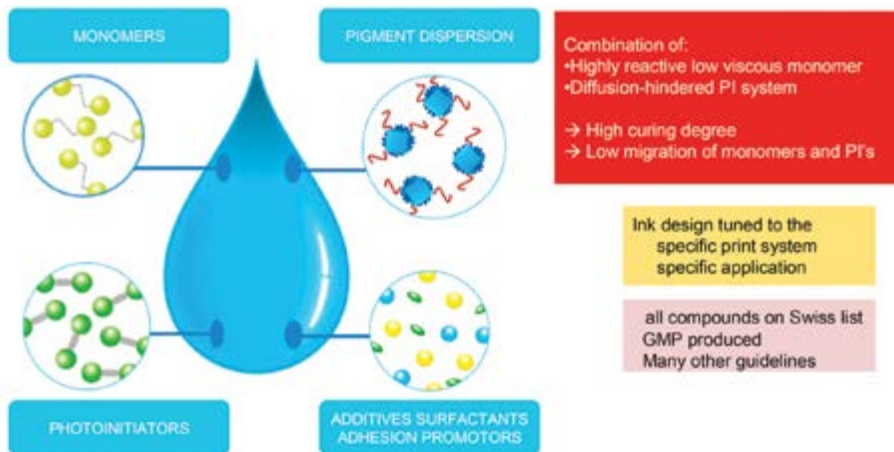 MONOMERS
PIGMENT DISPERSION
PHOTOINITIATORS
ADDITIVES SURFACTANTS
ADHESION PROMOTORS
Combination of:
•Highly reactive low viscous monomer
•Diffusion-hindered PI system
→ High curing degree
→ Low migration of monomers and PI's
Ink design tuned to the
specific print system
specific application
all compounds on Swiss list
GMP produced
Many other guidelines